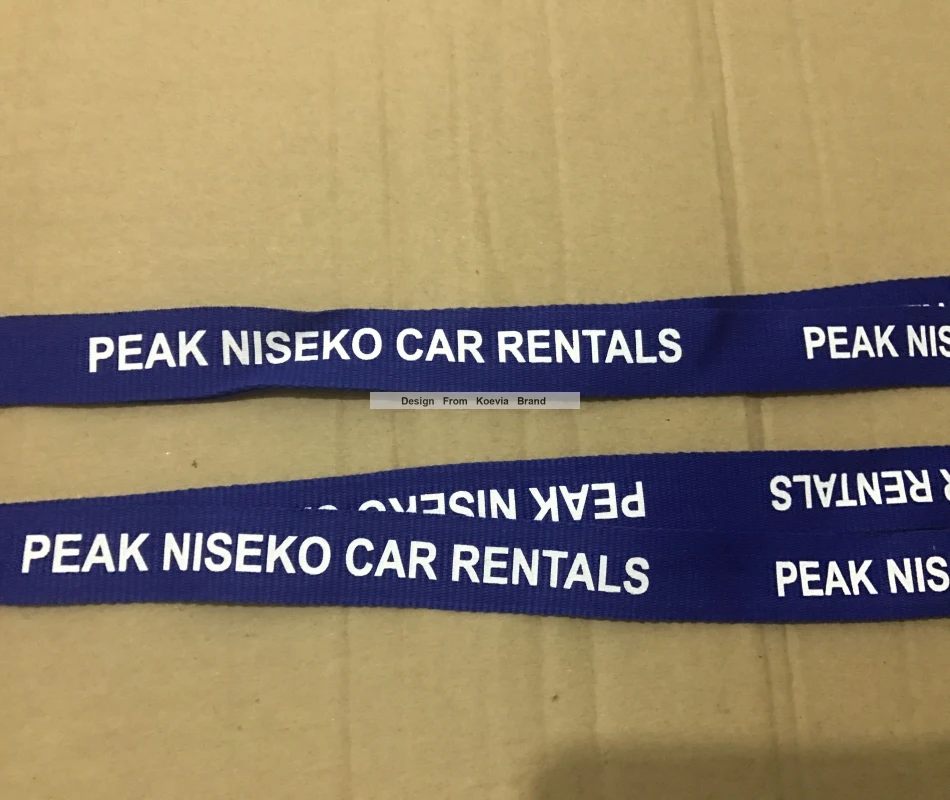 PEAK NISEKO CAR RENTALS PEAK NIS
Design From Koevia Brand
PEAK NISEKO RENTALS
PEAK NISEKO CAR RENTALS PEAK NIS